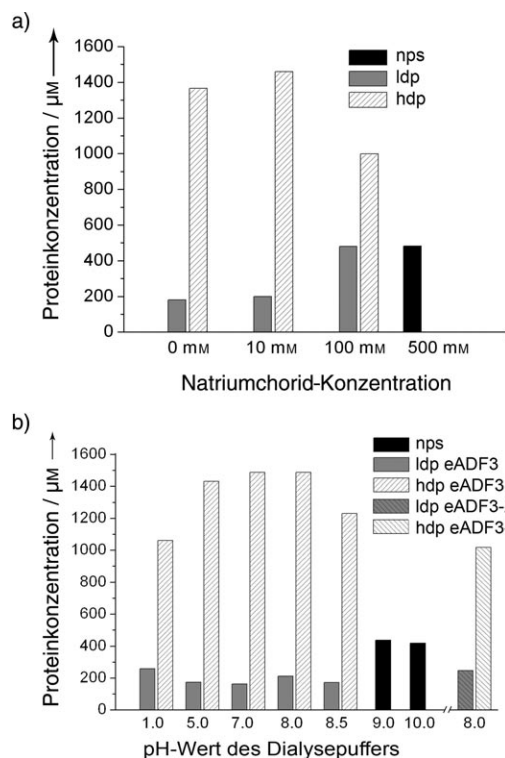 a)
Proteinkonzentration / µM
1600
1400
1200
1000
800
600
400
200
0
nps
ldp
hdp
0 mM
10 mM
100 mM
500 mM
Natriumchorid-Konzentration
b)
Proteinkonzentration / µM
1600
1400
1200
1000
800
600
400
200
0
nps
ldp eADF3
hdp eADF3
ldp eADF3-
hdp eADF3-
1.0
5.0
7.0
8.0
8.5
9.0
10.0
8.0
pH-Wert des Dialysepuffers